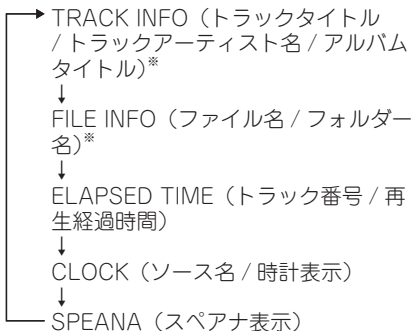 TRACK INFO（トラックタイトル
/ トラックアーティスト名 / アルバム
タイトル）※
↓
FILE INFO（ファイル名 / フォルダー
名）※
↓
ELAPSED TIME（トラック番号 / 再
生経過時間）
↓
CLOCK（ソース名 / 時計表示）
↓
SPEANA（スペアナ表示）